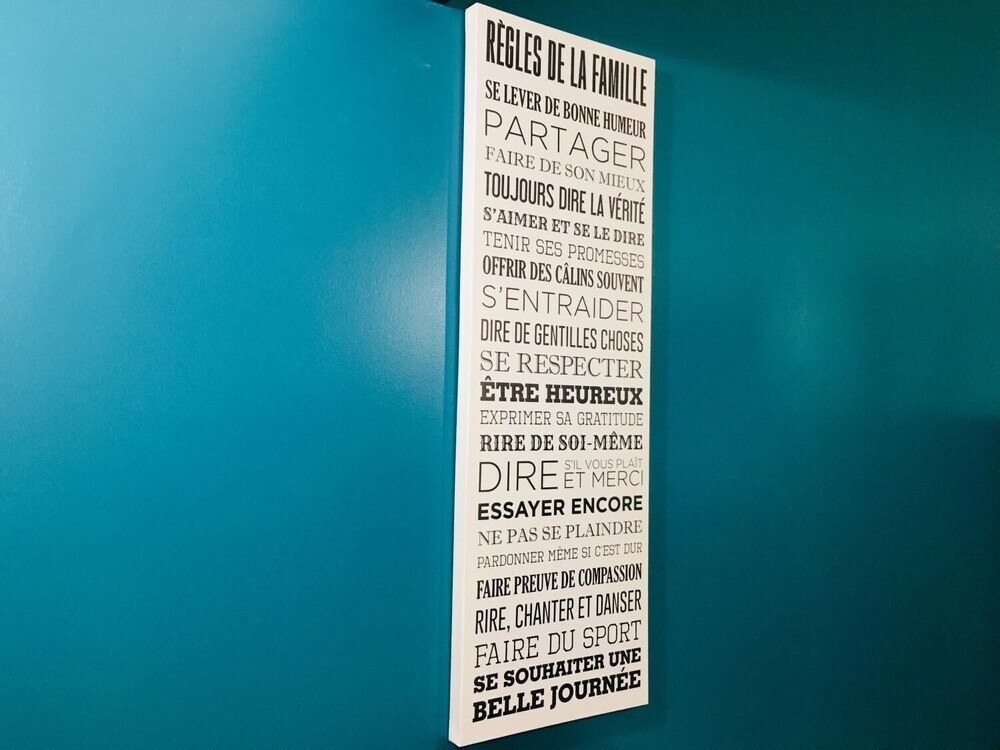 RÈGLES DE LA FAMILLE
SE LEVER DE BONNE HUMEUR
PARTAGER
FAIRE DE SON MIEUX
TOUJOURS DIRE LA VÉRITÉ
S'AIMER ET SE LE DIRE
TENIR SES PROMESSES
OFFRIR DES CÂLINS SOUVENT
S'ENTRAIDER
DIRE DE GENTILLES CHOSES
SE RESPECTER
ÊTRE HEUREUX
EXPRIMER SA GRATITUDE
RIRE DE SOI-MÊME
DIRE S'IL VOUS PLAÎT
ET MERCI
ESSAYER ENCORE
NE PAS SE PLAINDRE
PARDONNER MÊME SI C'EST DUR
FAIRE PREUVE DE COMPASSION
RIRE, CHANTER ET DANSER
FAIRE DU SPORT
SE SOUHAITER UNE
BELLE JOURNÉE